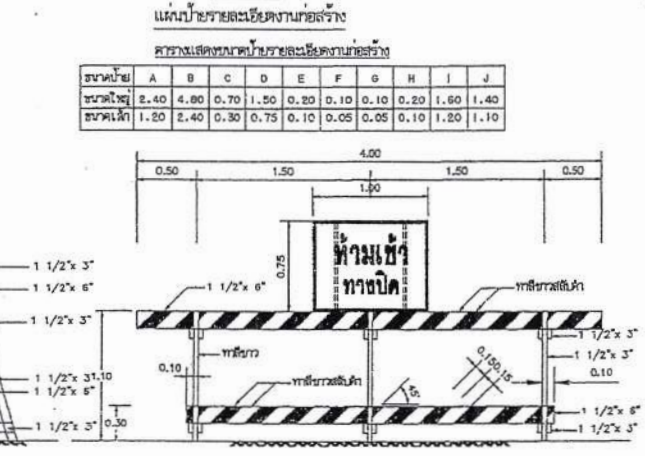 แผ่นป้ายรายละเอียดงานก่อสร้าง
ตารางแสดงขนาดป้ายรายละเอียดงานก่อสร้าง
ขนาดป้าย A B C D E F G H I J
ขนาดใหญ่ 2.40 4.80 0.70 1.50 0.20 0.10 0.10 0.20 1.60 1.40
ขนาดเล็ก 1.20 2.40 0.30 0.75 0.10 0.05 0.05 0.10 1.20 1.10
4.00
0.50 1.50 1.50 0.50
1.00
0.75
ห้ามเข้า
ทางปิด
1 1/2"x 3"
1 1/2"x 6"
1 1/2"x 6"
ทาสีขาวสลับดำ
1 1/2"x 3"
1 1/2"x 3"
ทาสีขาว
1 1/2"x 3"
0.10
0.150.15
0.10
1 1/2"x 3"
1.10
1 1/2"x 6"
ทาสีขาวสลับดำ
45°
1 1/2"x 6"
1 1/2"x 3"
0.30
1 1/2"x 3"